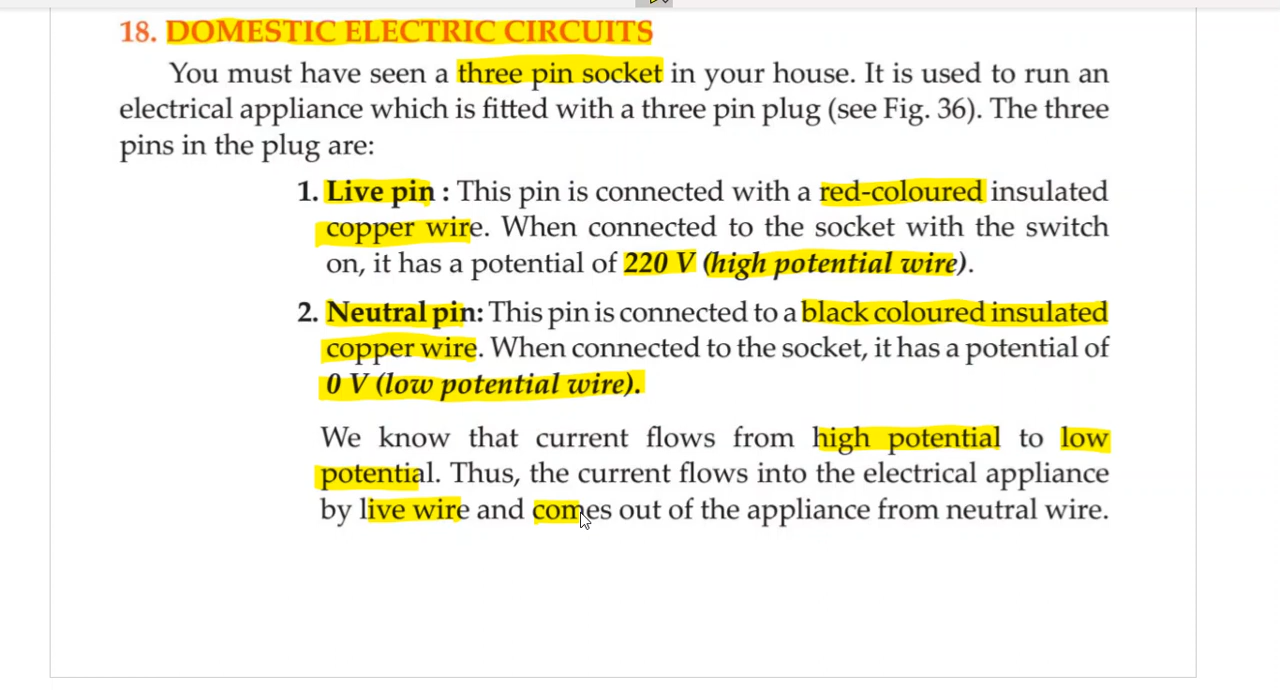 18. DOMESTIC ELECTRIC CIRCUITS
You must have seen a three pin socket in your house. It is used to run an
electrical appliance which is fitted with a three pin plug (see Fig. 36). The three
pins in the plug are:
1. Live pin : This pin is connected with a red-coloured insulated
copper wire. When connected to the socket with the switch
on, it has a potential of 220 V (high potential wire).
2. Neutral pin: This pin is connected to a black coloured insulated
copper wire. When connected to the socket, it has a potential of
0 V (low potential wire).
We know that current flows from high potential to low
potential. Thus, the current flows into the electrical appliance
by live wire and comes out of the appliance from neutral wire.